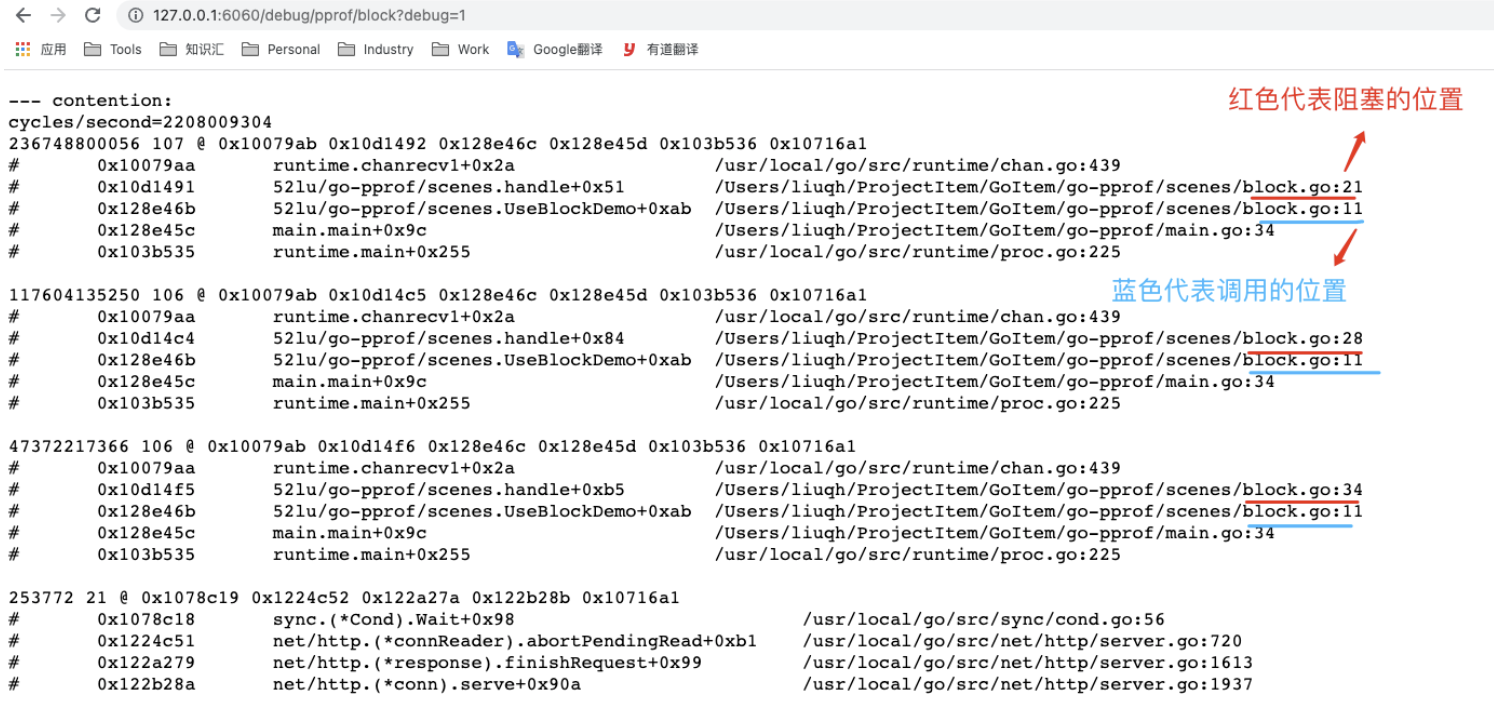 127.0.0.1:6060/debug/pprof/block?debug=1
应用 Tools 知识汇 Personal Industry Work Google翻译 有道翻译
--- contention:
红色代表阻塞的位置
cycles/second=2208009304
236748800056 107 @ 0x10079ab 0x10d1492 0x128e46c 0x128e45d 0x103b536 0x10716a1
# 0x10079aa runtime.chanrecv1+0x2a /usr/local/go/src/runtime/chan.go:439
# 0x10d1491 52lu/go-pprof/scenes.handle+0x51 /Users/liuqh/ProjectItem/GoItem/go-pprof/scenes/block.go:21
# 0x128e46b 52lu/go-pprof/scenes.UseBlockDemo+0xab /Users/liuqh/ProjectItem/GoItem/go-pprof/scenes/block.go:11
# 0x128e45c main.main+0x9c /Users/liuqh/ProjectItem/GoItem/go-pprof/main.go:34
# 0x103b535 runtime.main+0x255 /usr/local/go/src/runtime/proc.go:225
蓝色代表调用的位置
117604135250 106 @ 0x10079ab 0x10d14c5 0x128e46c 0x128e45d 0x103b536 0x10716a1
# 0x10079aa runtime.chanrecv1+0x2a /usr/local/go/src/runtime/chan.go:439
# 0x10d14c4 52lu/go-pprof/scenes.handle+0x84 /Users/liuqh/ProjectItem/GoItem/go-pprof/scenes/block.go:28
# 0x128e46b 52lu/go-pprof/scenes.UseBlockDemo+0xab /Users/liuqh/ProjectItem/GoItem/go-pprof/scenes/block.go:11
# 0x128e45c main.main+0x9c /Users/liuqh/ProjectItem/GoItem/go-pprof/main.go:34
# 0x103b535 runtime.main+0x255 /usr/local/go/src/runtime/proc.go:225
47372217366 106 @ 0x10079ab 0x10d14f6 0x128e46c 0x128e45d 0x103b536 0x10716a1
# 0x10079aa runtime.chanrecv1+0x2a /usr/local/go/src/runtime/chan.go:439
# 0x10d14f5 52lu/go-pprof/scenes.handle+0xb5 /Users/liuqh/ProjectItem/GoItem/go-pprof/scenes/block.go:34
# 0x128e46b 52lu/go-pprof/scenes.UseBlockDemo+0xab /Users/liuqh/ProjectItem/GoItem/go-pprof/scenes/block.go:11
# 0x128e45c main.main+0x9c /Users/liuqh/ProjectItem/GoItem/go-pprof/main.go:34
# 0x103b535 runtime.main+0x255 /usr/local/go/src/runtime/proc.go:225
253772 21 @ 0x1078c19 0x1224c52 0x122a27a 0x122b28b 0x10716a1
# 0x1078c18 sync.(*Cond).Wait+0x98 /usr/local/go/src/sync/cond.go:56
# 0x1224c51 net/http.(*connReader).abortPendingRead+0xb1 /usr/local/go/src/net/http/server.go:720
# 0x122a279 net/http.(*response).finishRequest+0x99 /usr/local/go/src/net/http/server.go:1613
# 0x122b28a net/http.(*conn).serve+0x90a /usr/local/go/src/net/http/server.go:1937